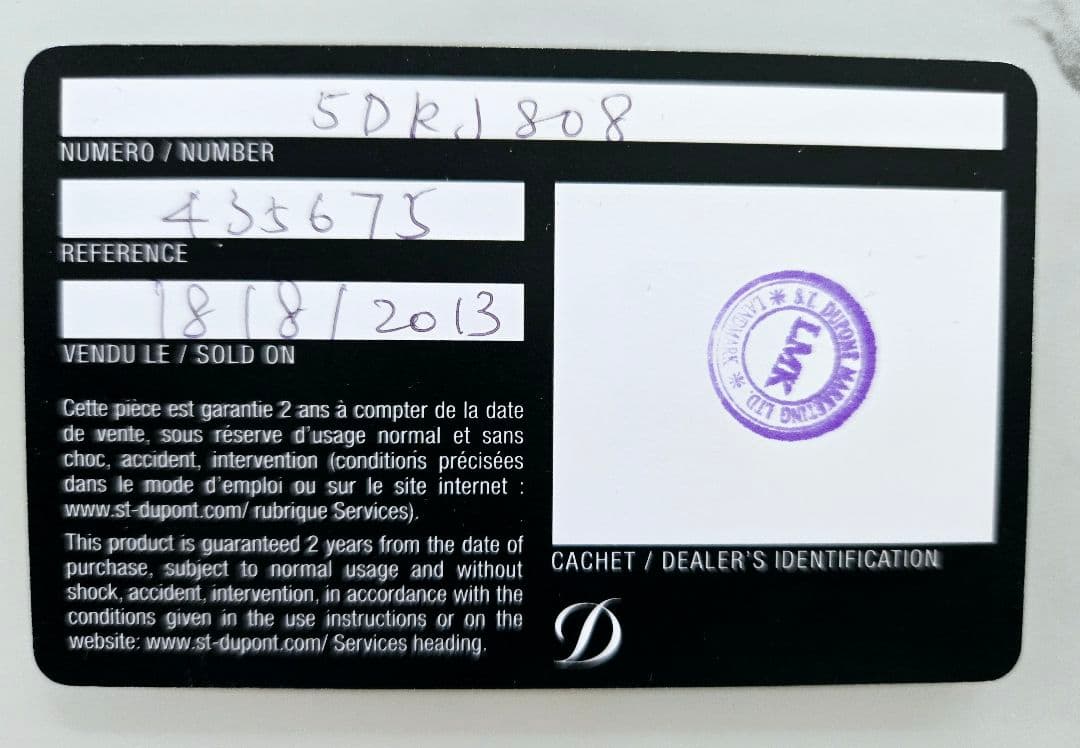 5DRJ808
NUMERO / NUMBER
435675
REFERENCE
18/8/2013
VENDU LE / SOLD ON
Cette pièce est garantie 2 ans à compter de la date
de vente, sous réserve d'usage normal et sans
choc, accident, intervention (conditions précisées
dans le mode d'emploi ou sur le site internet :
www.st-dupont.com/ rubrique Services).
This product is guaranteed 2 years from the date of
purchase, subject to normal usage and without
shock, accident, intervention, in accordance with the
conditions given in the use instructions or on the
website: www.st-dupont.com/ Services heading.
S.T. DUPONT MARKETING LTD.
LANDMARK
LMK
CACHET / DEALER'S IDENTIFICATION
D